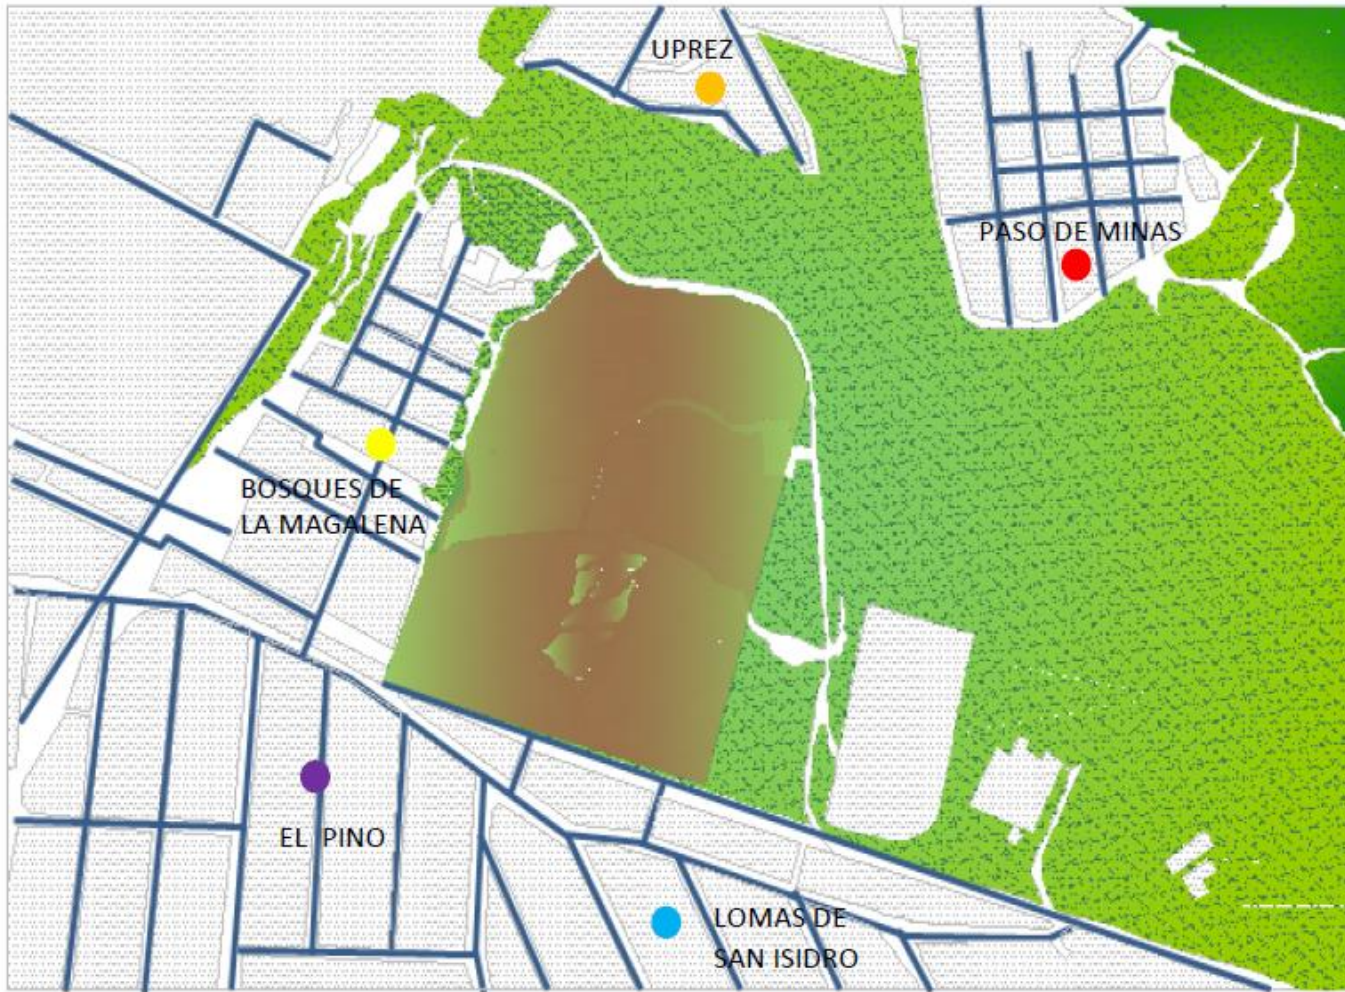 UPREZ
PASO DE MINAS
BOSQUES DE
LA MAGALENA
EL PINO
LOMAS DE
SAN ISIDRO